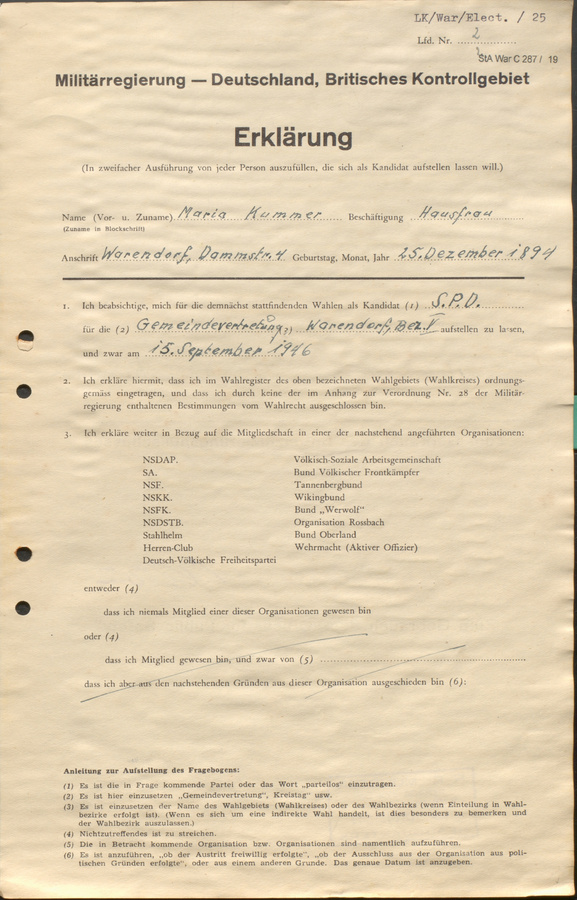 LK/War/Elect. / 25
Lfd. Nr. 2
2
StA War C 287 / 19
Militärregierung — Deutschland, Britisches Kontrollgebiet
Erklärung
(In zweifacher Ausführung von jeder Person auszufüllen, die sich als Kandidat aufstellen lassen will.)
Name (Vor- u. Zuname) Maria Kummer Beschäftigung Hausfrau
(Zuname in Blockschrift)
Anschrift Warendorf, Dammstr. 4 Geburtstag, Monat, Jahr 25. Dezember 1894
1. Ich beabsichtige, mich für die demnächst stattfindenden Wahlen als Kandidat (1) S.P.D.
für die (2) Gemeindevertretung (3) Warendorf, Bez. V aufstellen zu lassen,
und zwar am 15. September 1946
2. Ich erkläre hiermit, dass ich im Wahlregister des oben bezeichneten Wahlgebiets (Wahlkreises) ordnungs-
gemäss eingetragen, und dass ich durch keine der im Anhang zur Verordnung Nr. 28 der Militär-
regierung enthaltenen Bestimmungen vom Wahlrecht ausgeschlossen bin.
3. Ich erkläre weiter in Bezug auf die Mitgliedschaft in einer der nachstehend angeführten Organisationen:
NSDAP. Völkisch-Soziale Arbeitsgemeinschaft
SA. Bund Völkischer Frontkämpfer
NSF. Tannenbergbund
NSKK. Wikingbund
NSFK. Bund „Werwolf"
NSDSTB. Organisation Rossbach
Stahlhelm Bund Oberland
Herren-Club Wehrmacht (Aktiver Offizier)
Deutsch-Völkische Freiheitspartei
entweder (4)
dass ich niemals Mitglied einer dieser Organisationen gewesen bin
oder (4)
dass ich Mitglied gewesen bin, und zwar von (5)
dass ich aber aus den nachstehenden Gründen aus dieser Organisation ausgeschieden bin (6):
Anleitung zur Aufstellung des Fragebogens:
(1) Es ist die in Frage kommende Partei oder das Wort „parteilos" einzutragen.
(2) Es ist hier einzusetzen „Gemeindevertretung", Kreistag" usw.
(3) Es ist einzusetzen der Name des Wahlgebiets (Wahlkreises) oder des Wahlbezirks (wenn Einteilung in Wahl-
bezirke erfolgt ist). (Wenn es sich um eine indirekte Wahl handelt, ist dies besonders zu bemerken und
der Wahlbezirk auszulassen.)
(4) Nichtzutreffendes ist zu streichen.
(5) Die in Betracht kommende Organisation bzw. Organisationen sind namentlich aufzuführen.
(6) Es ist anzuführen, „ob der Austritt freiwillig erfolgte", „ob der Ausschluss aus der Organisation aus poli-
tischen Gründen erfolgte", oder aus einem anderen Grunde. Das genaue Datum ist anzugeben.